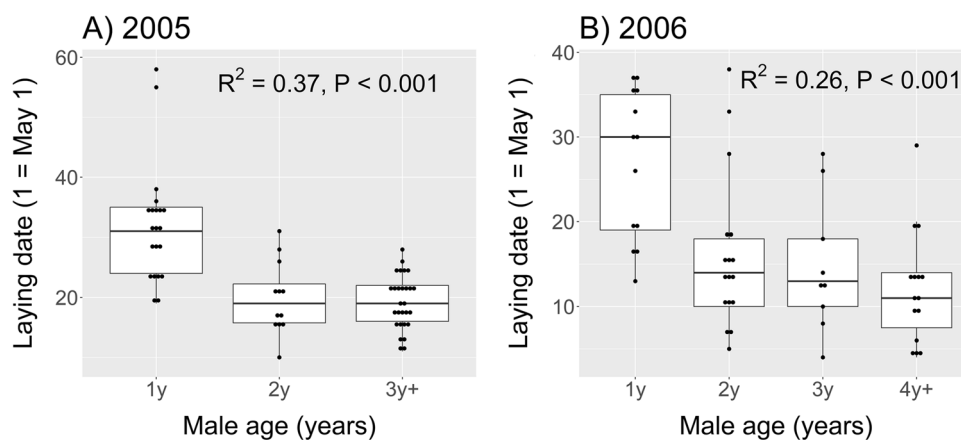 A) 2005
R² = 0.37, P < 0.001
Laying date (1 = May 1)
60
40
20
1y 2y 3y+
Male age (years)
B) 2006
R² = 0.26, P < 0.001
Laying date (1 = May 1)
40
30
20
10
1y 2y 3y 4y+
Male age (years)